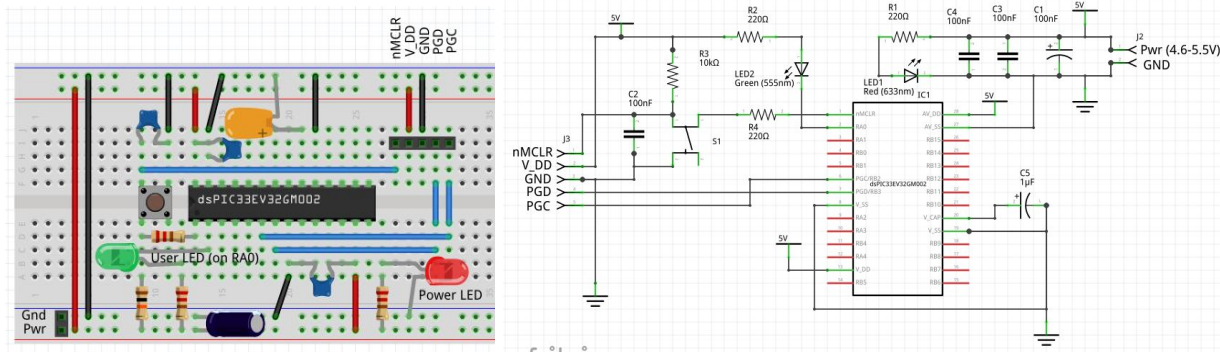 nMCLR
V_DD
GND
PGD
PGC
dsPIC33EV32GM002
User LED (on RA0)
Power LED
Gnd
Pwr
5V
R2
220Ω
R1
220Ω
C4
100nF
C3
100nF
C1
100nF
5V
J2
Pwr (4.6-5.5V)
GND
R3
10kΩ
LED2
Green (555nm)
LED1
Red (633nm)
C2
100nF
R4
220Ω
S1
IC1
5V
J3
nMCLR
V_DD
GND
PGD
PGC
nMCLR
RA0
RA1
RB0
RB1
PGC/RB2
PGD/RB3
V_SS
RA2
RA3
RB4
RA4
V_DD
RB5
dsPIC33EV32GM002
AV_DD
AV_SS
RB15
RB14
RB13
RB12
RB11
RB10
V_CAP
V_SS
RB9
RB8
RB7
RB6
C5
1µF
5V